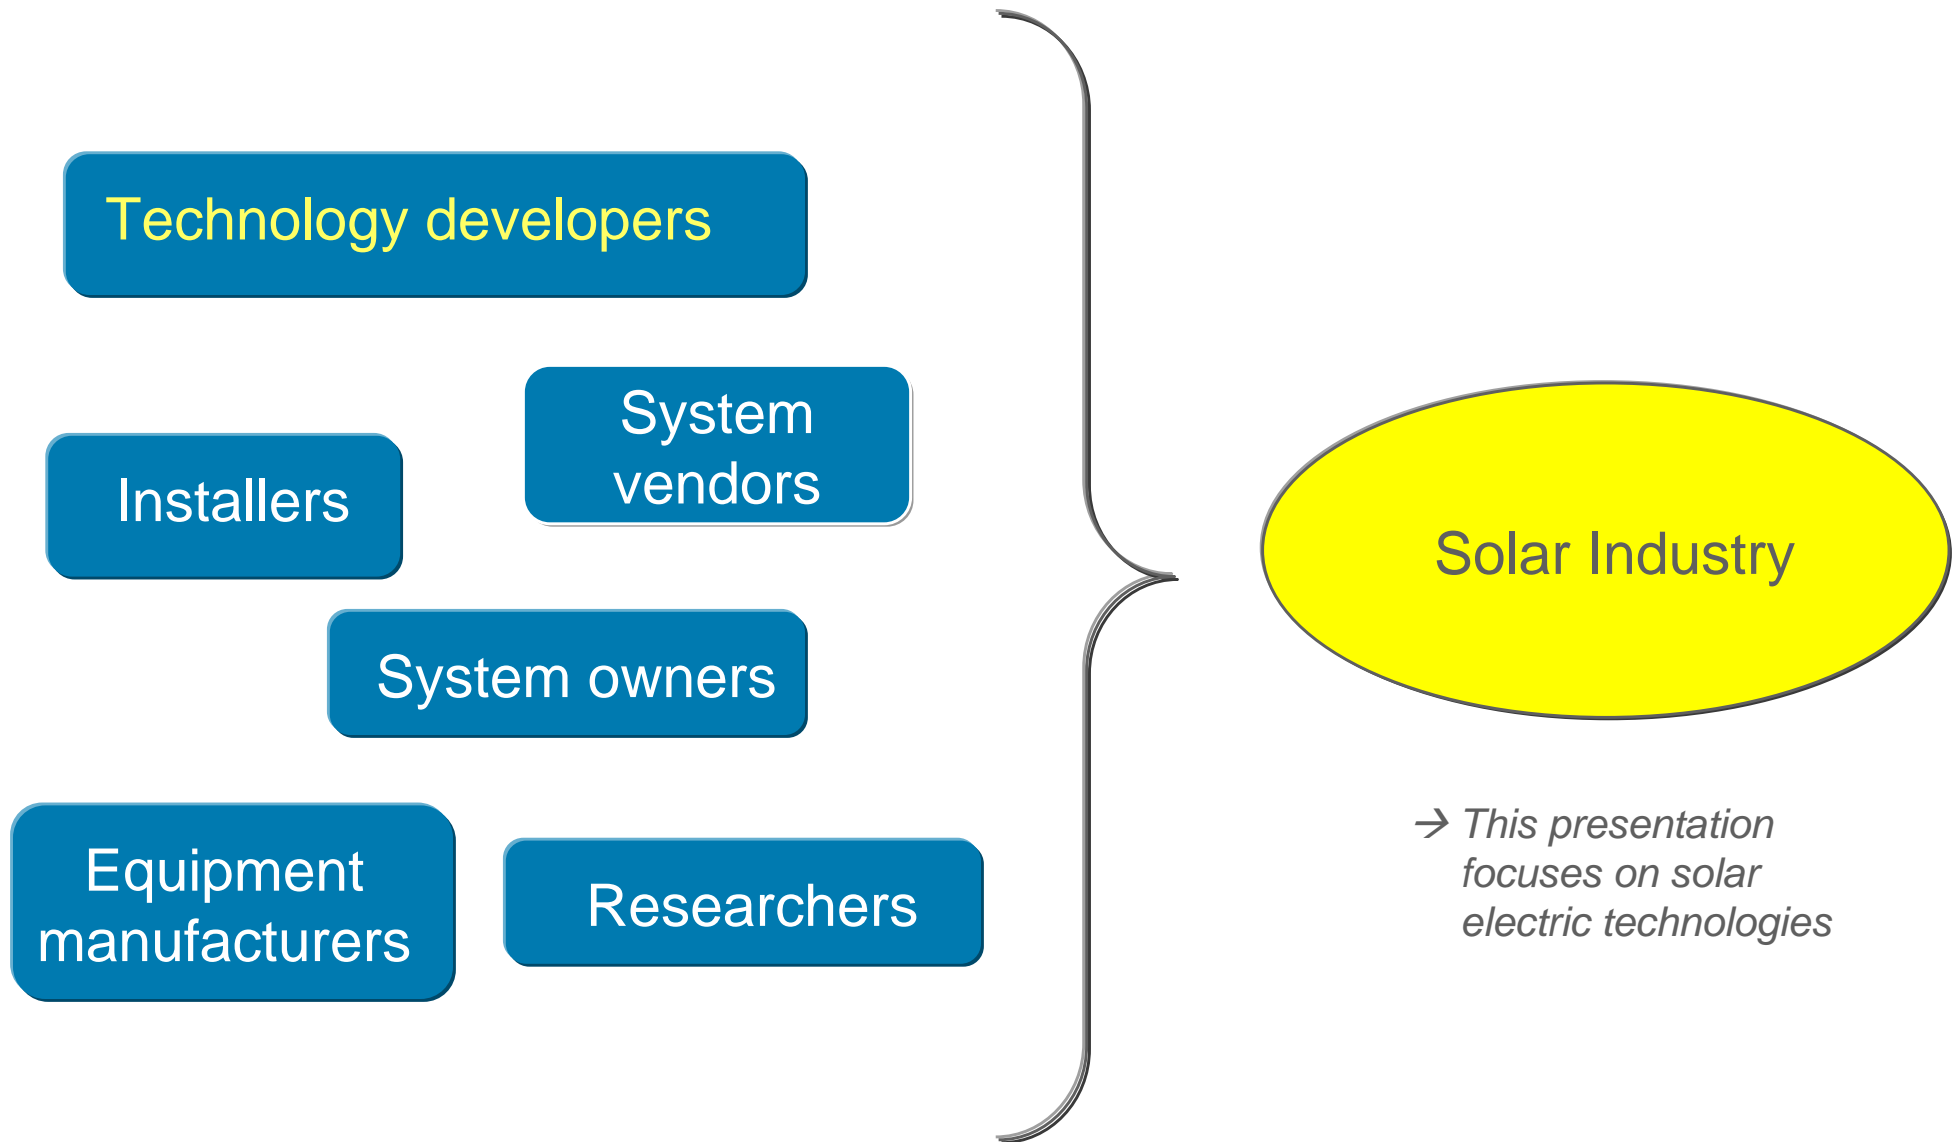 Technology developers
System
vendors
Installers
System owners
Equipment
manufacturers
Researchers
Solar Industry
→ This presentation
focuses on solar
electric technologies